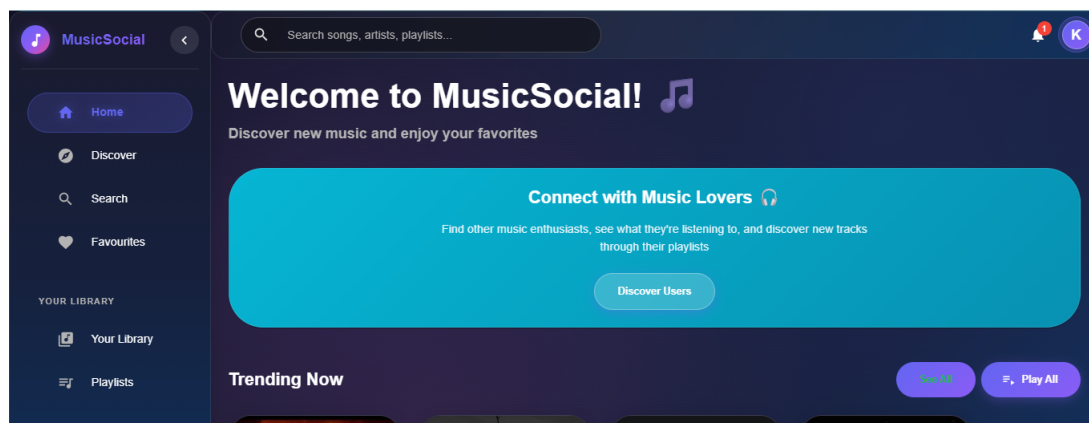 MusicSocial
Search songs, artists, playlists...
1
K
Home
Discover
Search
Favourites
YOUR LIBRARY
Your Library
Playlists
Welcome to MusicSocial!
Discover new music and enjoy your favorites
Connect with Music Lovers
Find other music enthusiasts, see what they're listening to, and discover new tracks
through their playlists
Discover Users
Trending Now
See All
Play All